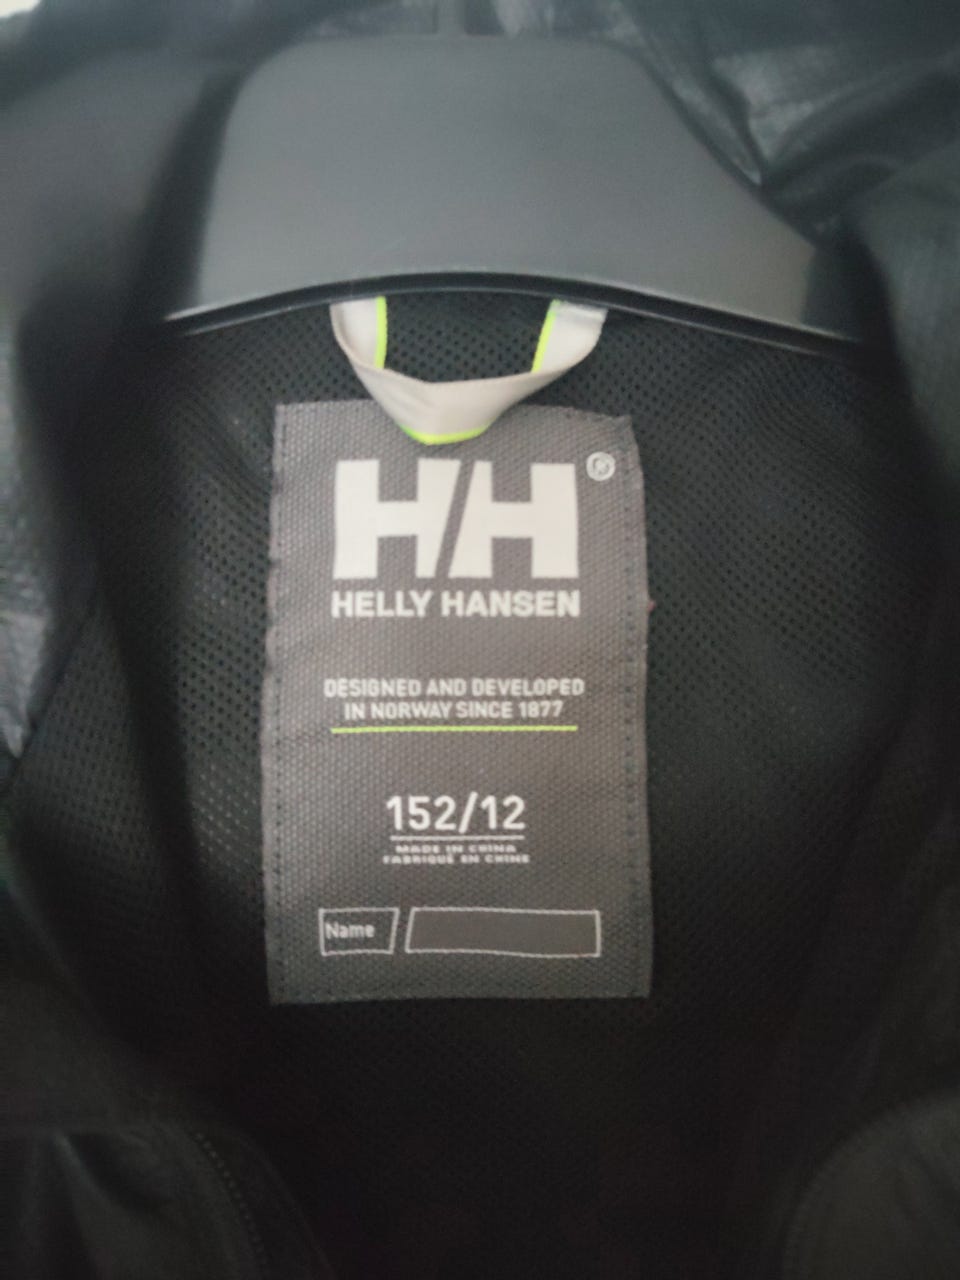 HH®
HELLY HANSEN
DESIGNED AND DEVELOPED
IN NORWAY SINCE 1877
152/12
MADE IN CHINA
FABRIQUÉ EN CHINE
Name